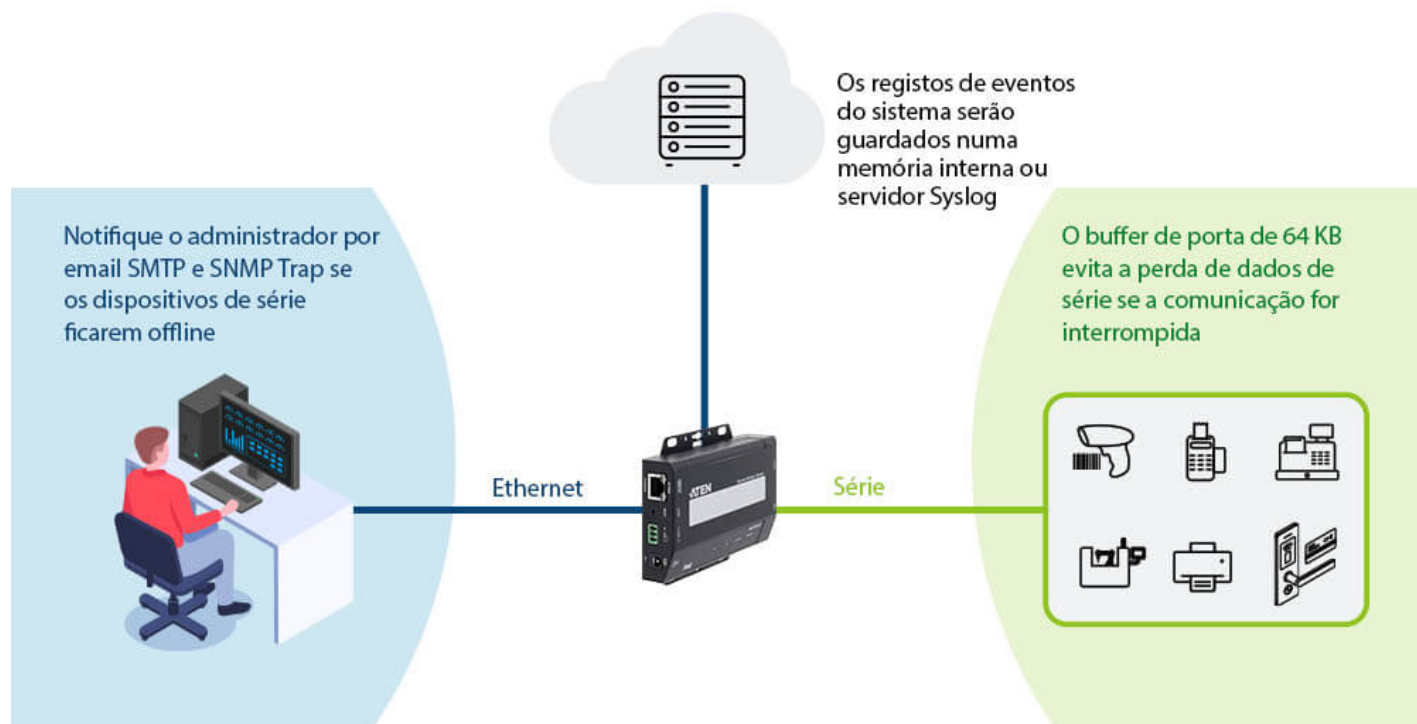 Os registos de eventos
do sistema serão
guardados numa
memória interna ou
servidor Syslog
Notifique o administrador por
email SMTP e SNMP Trap se
os dispositivos de série
ficarem offline
O buffer de porta de 64 KB
evita a perda de dados de
série se a comunicação for
interrompida
Ethernet
ATEN
Série